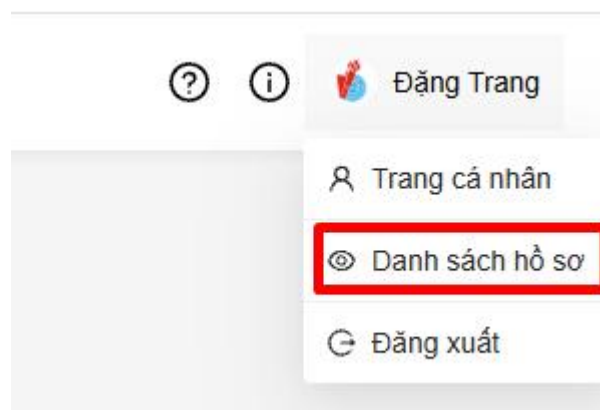 Đặng Trang
Trang cá nhân
Danh sách hồ sơ
Đăng xuất